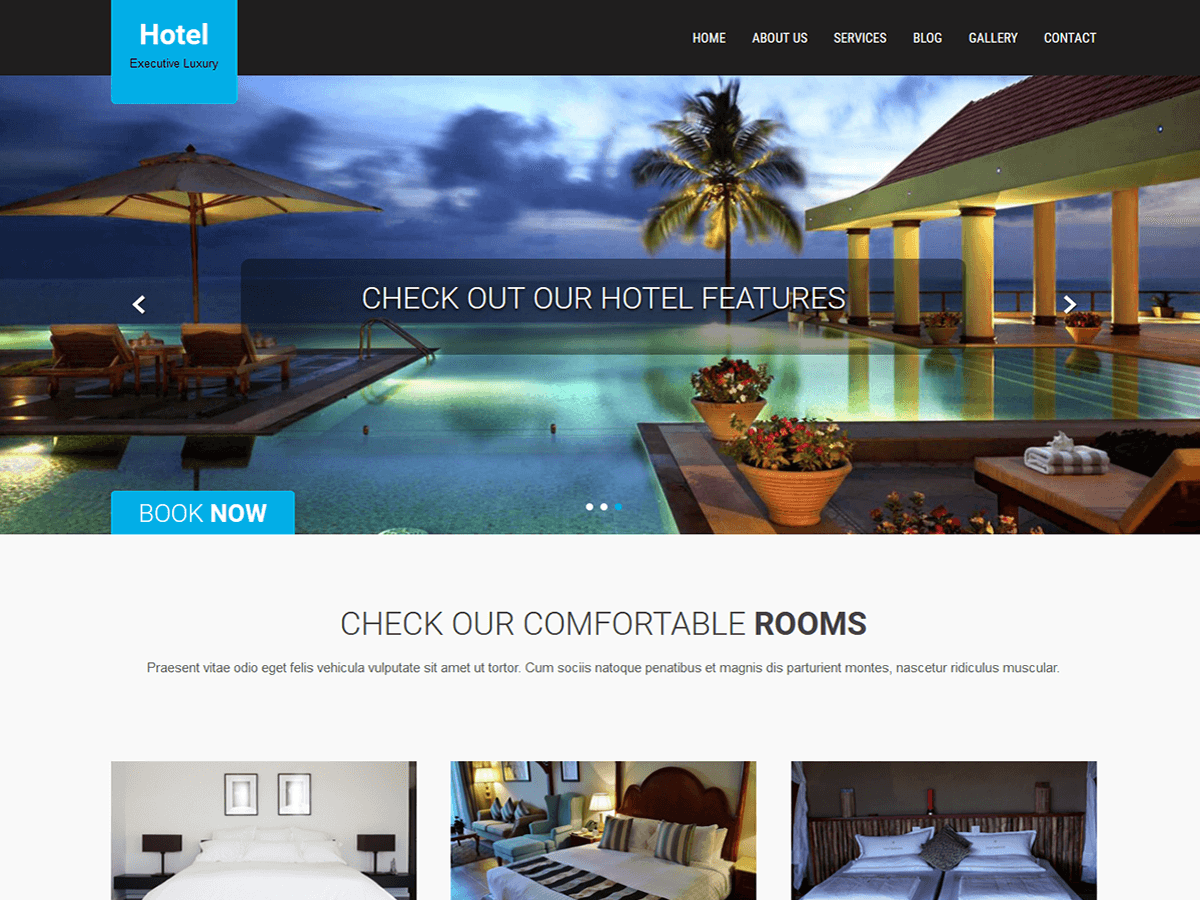 Hotel
Executive Luxury
HOME ABOUT US SERVICES BLOG GALLERY CONTACT
CHECK OUT OUR HOTEL FEATURES
BOOK NOW
CHECK OUR COMFORTABLE ROOMS
Praesent vitae odio eget felis vehicula vulputate sit amet ut tortor. Cum sociis natoque penatibus et magnis dis parturient montes, nascetur ridiculus muscular.